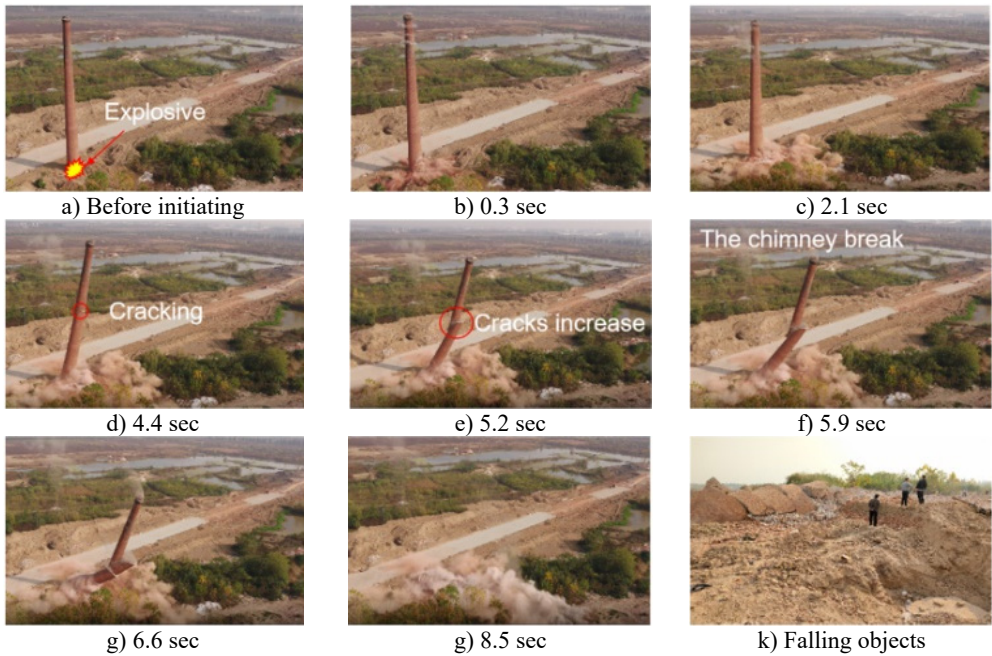 Explosive
a) Before initiating
b) 0.3 sec
c) 2.1 sec
Cracking
Cracks increase
The chimney break
d) 4.4 sec
e) 5.2 sec
f) 5.9 sec
g) 6.6 sec
g) 8.5 sec
k) Falling objects